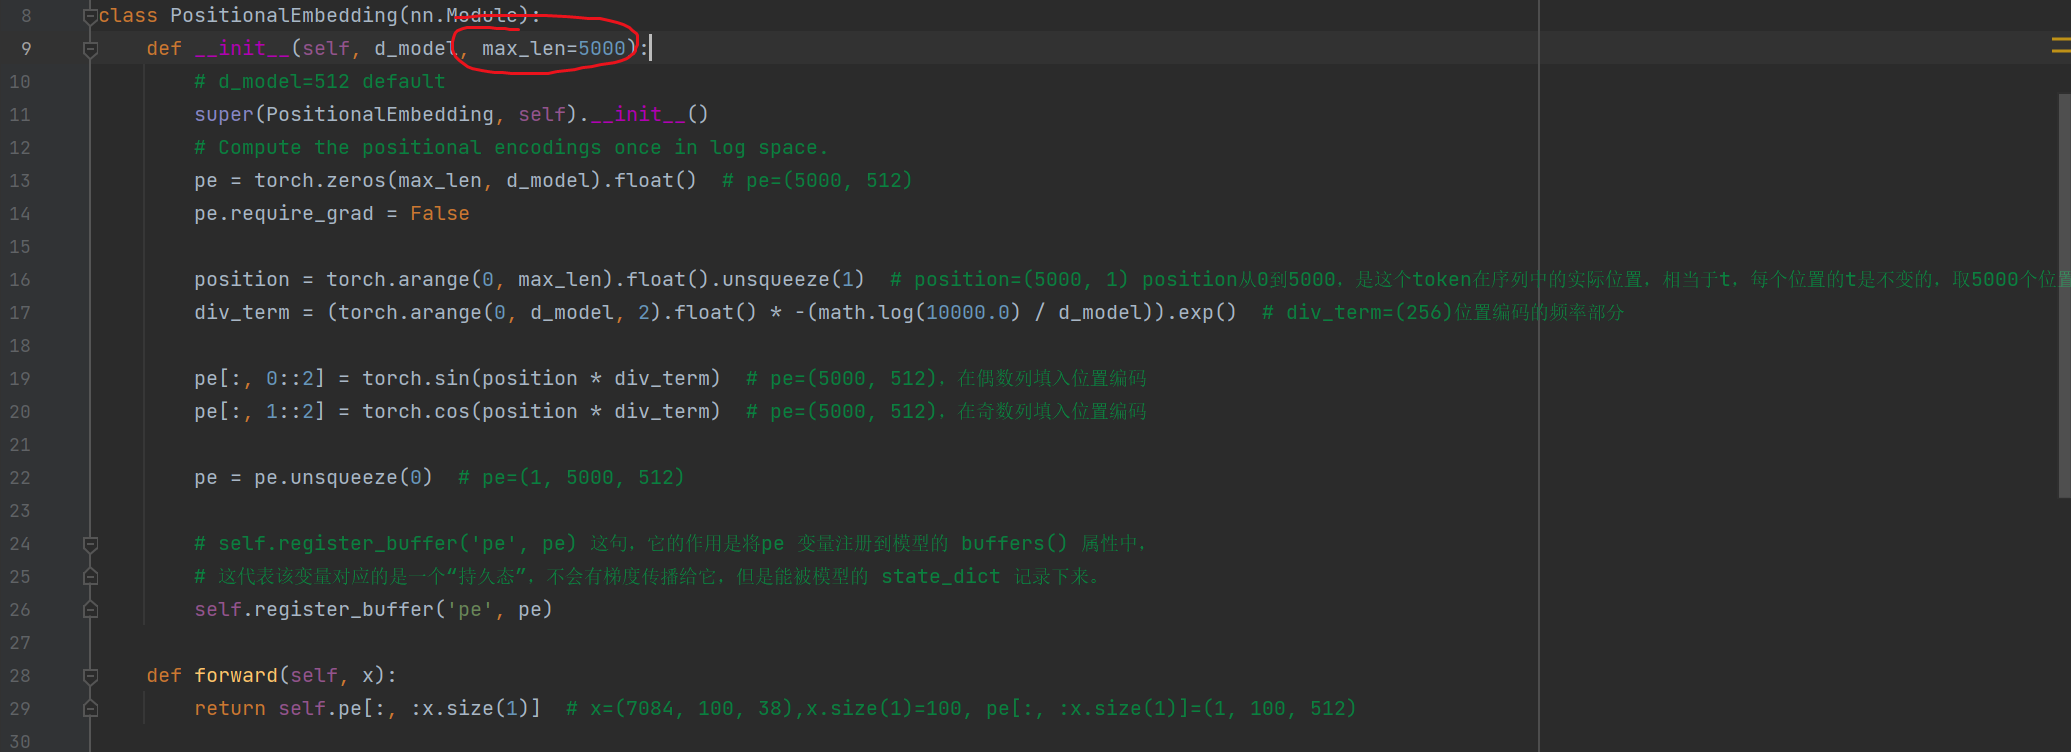 8 class PositionalEmbedding(nn.Module):
9 def __init__(self, d_model, max_len=5000):
10 # d_model=512 default
11 super(PositionalEmbedding, self).__init__()
12 # Compute the positional encodings once in log space.
13 pe = torch.zeros(max_len, d_model).float()  # pe=(5000, 512)
14 pe.require_grad = False
15
16 position = torch.arange(0, max_len).float().unsqueeze(1)  # position=(5000, 1) position从0到5000，是这个token在序列中的实际位置，相当于t，每个位置的t是不变的，取5000个位置
17 div_term = (torch.arange(0, d_model, 2).float() * -(math.log(10000.0) / d_model)).exp()  # div_term=(256)位置编码的频率部分
18
19 pe[:, 0::2] = torch.sin(position * div_term)  # pe=(5000, 512)，在偶数列填入位置编码
20 pe[:, 1::2] = torch.cos(position * div_term)  # pe=(5000, 512)，在奇数列填入位置编码
21
22 pe = pe.unsqueeze(0)  # pe=(1, 5000, 512)
23
24 # self.register_buffer('pe', pe) 这句，它的作用是将pe 变量注册到模型的 buffers() 属性中，
25 # 这代表该变量对应的是一个“持久态”，不会有梯度传播给它，但是能被模型的 state_dict 记录下来。
26 self.register_buffer('pe', pe)
27
28 def forward(self, x):
29 return self.pe[:, :x.size(1)]  # x=(7084, 100, 38),x.size(1)=100, pe[:, :x.size(1)]=(1, 100, 512)
30